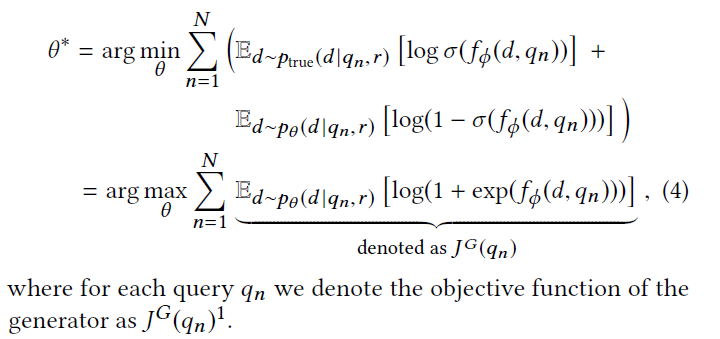 θ* = arg min_θ ∑_{n=1}^{N} ( 𝔼_{d∼p_true(d|q_n,r)} [log σ(f_ϕ(d, q_n))] +
𝔼_{d∼p_θ(d|q_n,r)} [log(1 − σ(f_ϕ(d, q_n)))] )
= arg max_θ ∑_{n=1}^{N} 𝔼_{d∼p_θ(d|q_n,r)} [log(1 + exp(f_ϕ(d, q_n)))] , (4)
denoted as J^G(q_n)
where for each query q_n we denote the objective function of the
generator as J^G(q_n)¹.